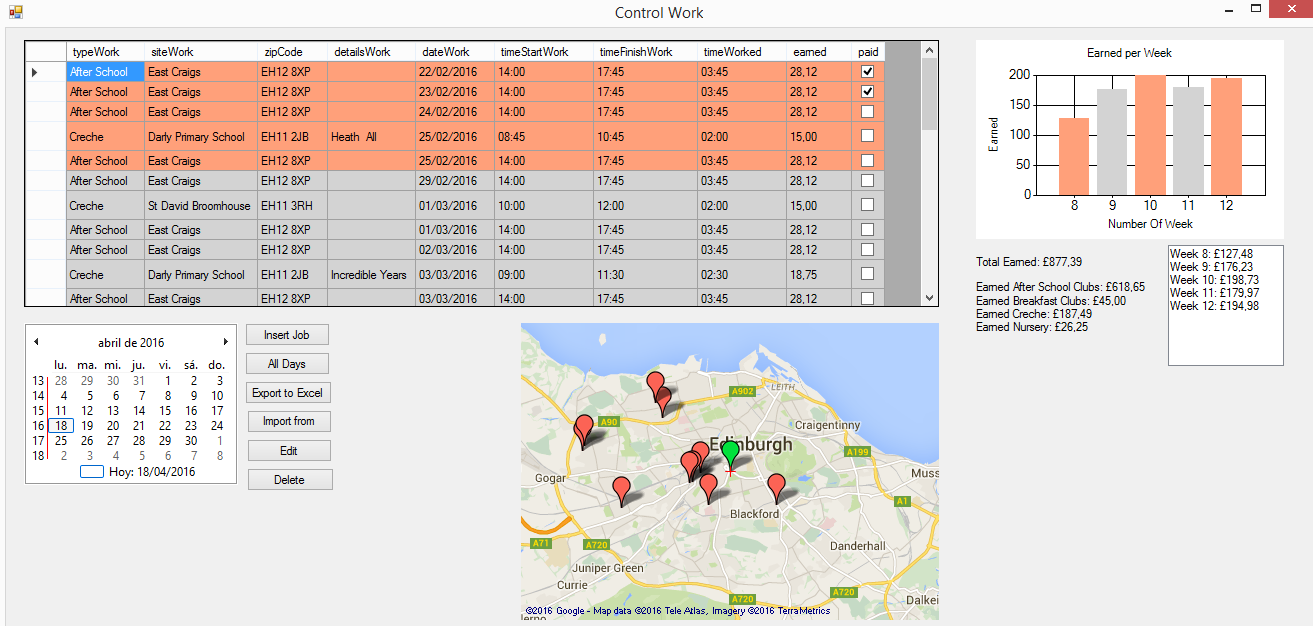 Control Work
typeWork siteWork zipCode detailsWork dateWork timeStartWork timeFinishWork timeWorked earned paid
After School East Craigs EH12 8XP 22/02/2016 14:00 17:45 03:45 28,12
After School East Craigs EH12 8XP 23/02/2016 14:00 17:45 03:45 28,12
After School East Craigs EH12 8XP 24/02/2016 14:00 17:45 03:45 28,12
Creche Darly Primary School EH11 2JB Heath All 25/02/2016 08:45 10:45 02:00 15,00
After School East Craigs EH12 8XP 25/02/2016 14:00 17:45 03:45 28,12
After School East Craigs EH12 8XP 29/02/2016 14:00 17:45 03:45 28,12
Creche St David Broomhouse EH11 3RH 01/03/2016 10:00 12:00 02:00 15,00
After School East Craigs EH12 8XP 01/03/2016 14:00 17:45 03:45 28,12
After School East Craigs EH12 8XP 02/03/2016 14:00 17:45 03:45 28,12
Creche Darly Primary School EH11 2JB Incredible Years 03/03/2016 09:00 11:30 02:30 18,75
After School East Craigs EH12 8XP 03/03/2016 14:00 17:45 03:45 28,12
Earned per Week
200
150
100
50
0
Earned
8 9 10 11 12
Number Of Week
Total Earned: £877,39
Earned After School Clubs: £618,65
Earned Breakfast Clubs: £45,00
Earned Creche: £187,49
Earned Nursery: £26,25
Week 8: £127,48
Week 9: £176,23
Week 10: £198,73
Week 11: £179,97
Week 12: £194,98
abril de 2016
lu. ma. mi. ju. vi. sá. do.
13 28 29 30 31 1 2 3
14 4 5 6 7 8 9 10
15 11 12 13 14 15 16 17
16 18 19 20 21 22 23 24
17 25 26 27 28 29 30 1
18 2 3 4 5 6 7 8
Hoy: 18/04/2016
Insert Job
All Days
Export to Excel
Import from
Edit
Delete
A902
LEITH
A90
Craigentinny
Edinburgh
A199
Gogar
Muss
A1
Blackford
A71
A720
Danderhall
Juniper Green
Currie
A720
A720
Dalkei
lerno
©2016 Google - Map data ©2016 Tele Atlas, Imagery ©2016 TerraMetrics